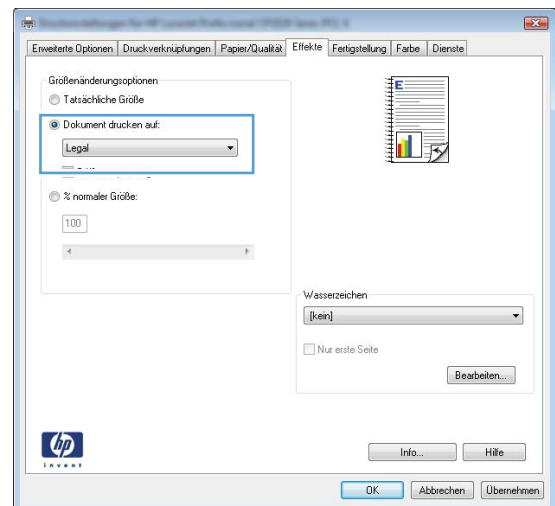 Erweiterte Optionen Druckverknüpfungen Papier/Qualität Effekte Fertigstellung Farbe Dienste
Größenänderungsoptionen
Tatsächliche Größe
Dokument drucken auf:
Legal
% normaler Größe:
100
E
Wasserzeichen
[kein]
Nur erste Seite
Bearbeiten...
hp
invent
Info... Hilfe
OK Abbrechen Übernehmen